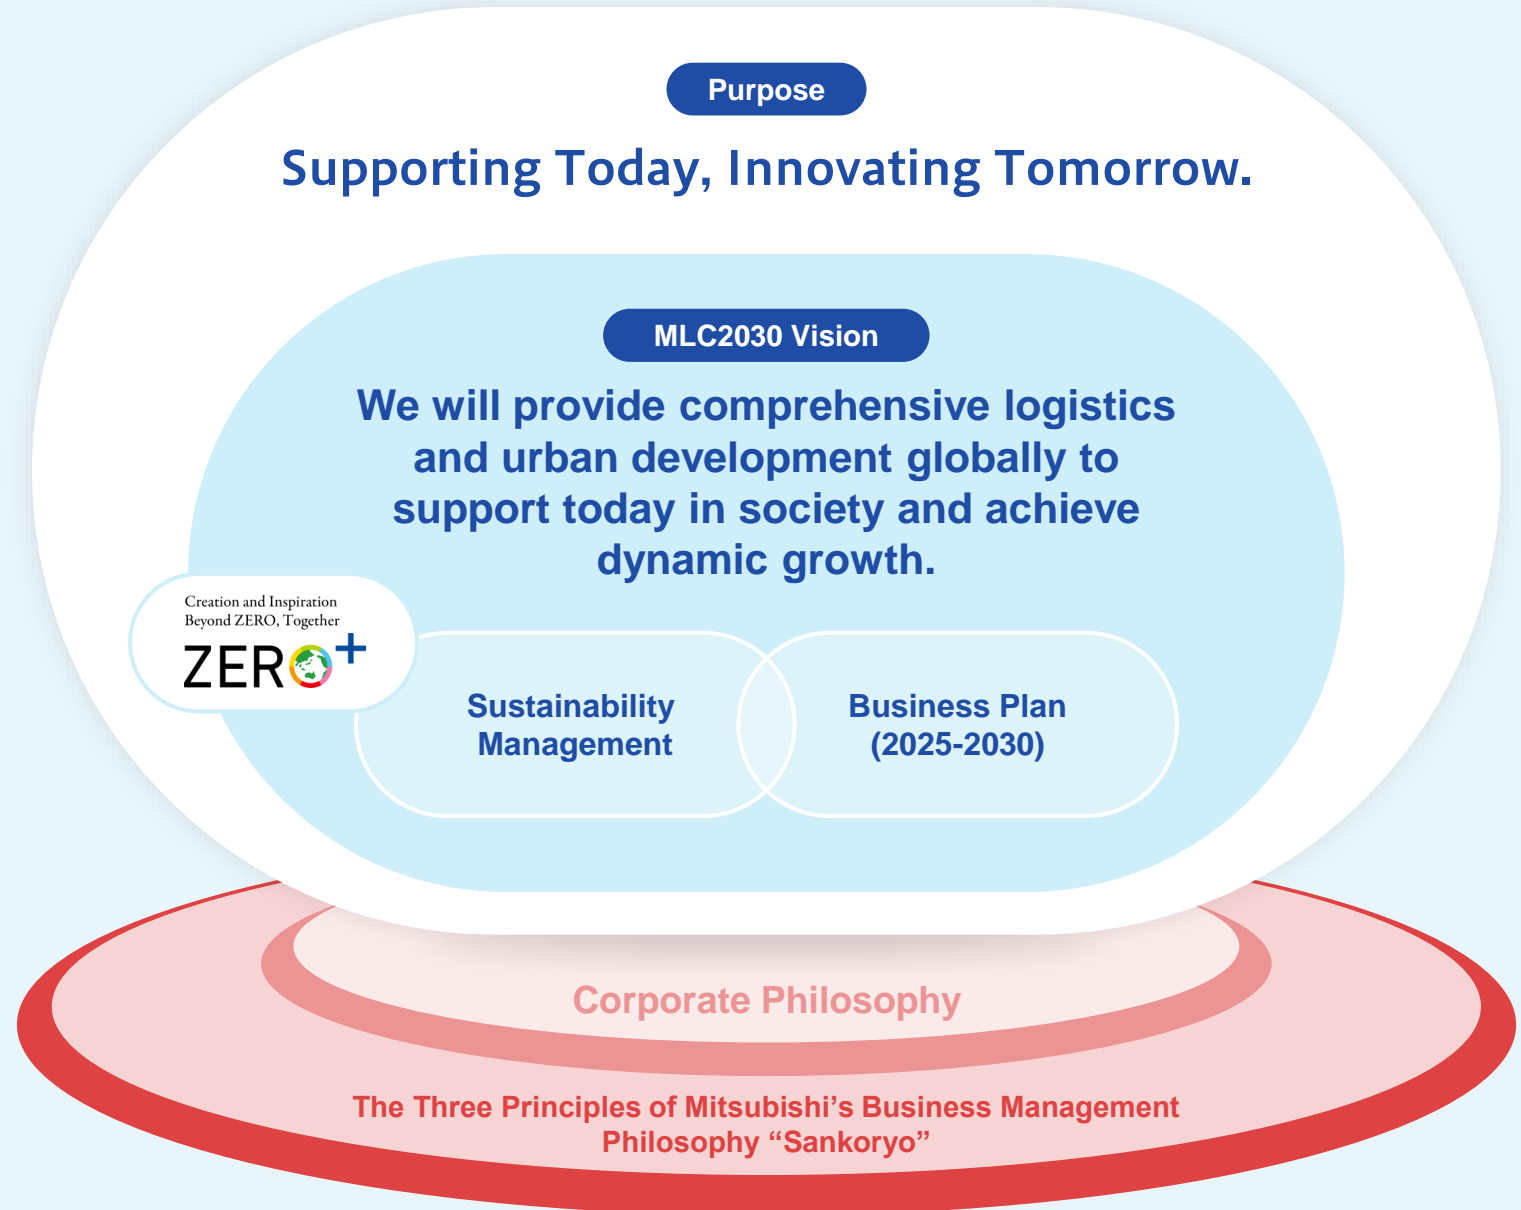 Purpose
Supporting Today, Innovating Tomorrow.
MLC2030 Vision
We will provide comprehensive logistics
and urban development globally to
support today in society and achieve
dynamic growth.
Creation and Inspiration
Beyond ZERO, Together
ZERO+
Sustainability
Management
Business Plan
(2025-2030)
Corporate Philosophy
The Three Principles of Mitsubishi’s Business Management
Philosophy “Sankoryo”